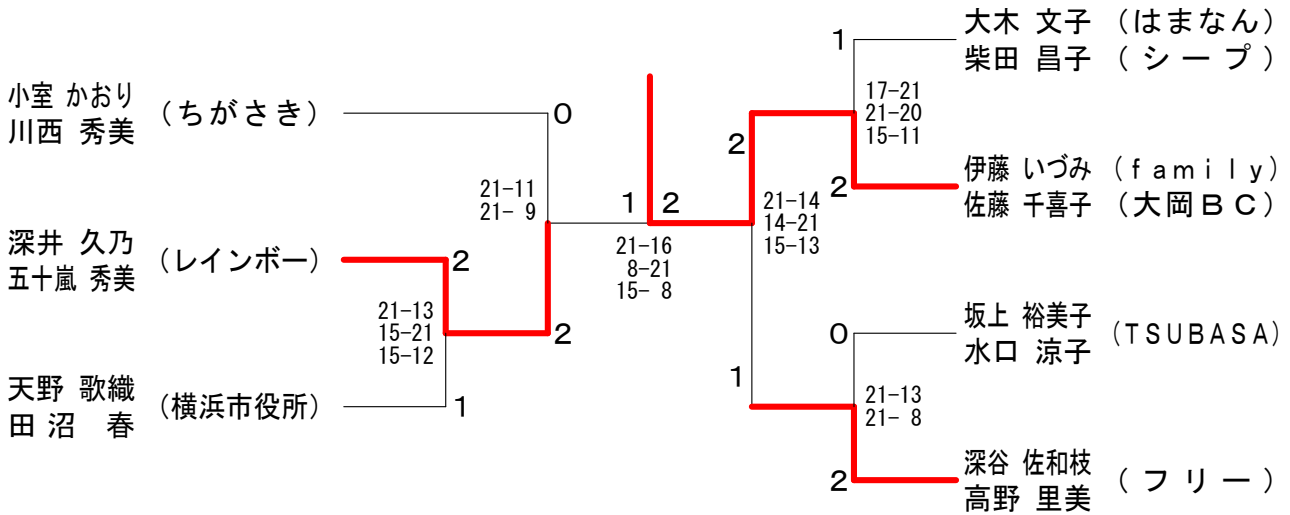 小室 かおり
川西 秀美
(ちがさき)
0
21-11
21- 9
深井 久乃
五十嵐 秀美
(レインボー)
2
21-13
15-21
15-12
2
天野 歌織
田沼 春
(横浜市役所)
1
1
2
21-16
8-21
15- 8
大木 文子 (はまなん)
柴田 昌子 (シープ)
1
17-21
21-20
15-11
2
伊藤 いづみ (family)
佐藤 千喜子 (大岡BC)
2
21-14
14-21
15-13
坂上 裕美子
水口 涼子
(TSUBASA)
0
1
21-13
21- 8
深谷 佐和枝
高野 里美
(フリー)
2